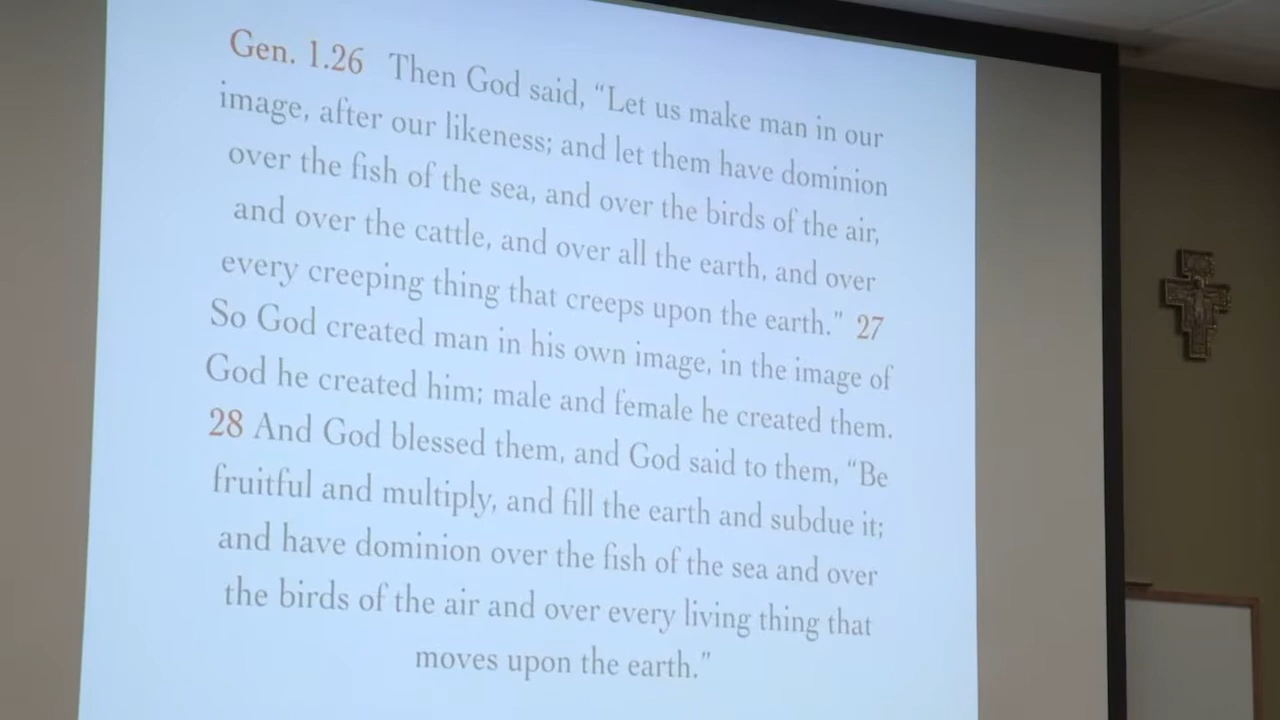 Gen. 1.26 Then God said, “Let us make man in our
image, after our likeness; and let them have dominion
over the fish of the sea, and over the birds of the air,
and over the cattle, and over all the earth, and over
every creeping thing that creeps upon the earth.” 27
So God created man in his own image, in the image of
God he created him; male and female he created them.
28 And God blessed them, and God said to them, “Be
fruitful and multiply, and fill the earth and subdue it;
and have dominion over the fish of the sea and over
the birds of the air and over every living thing that
moves upon the earth.”